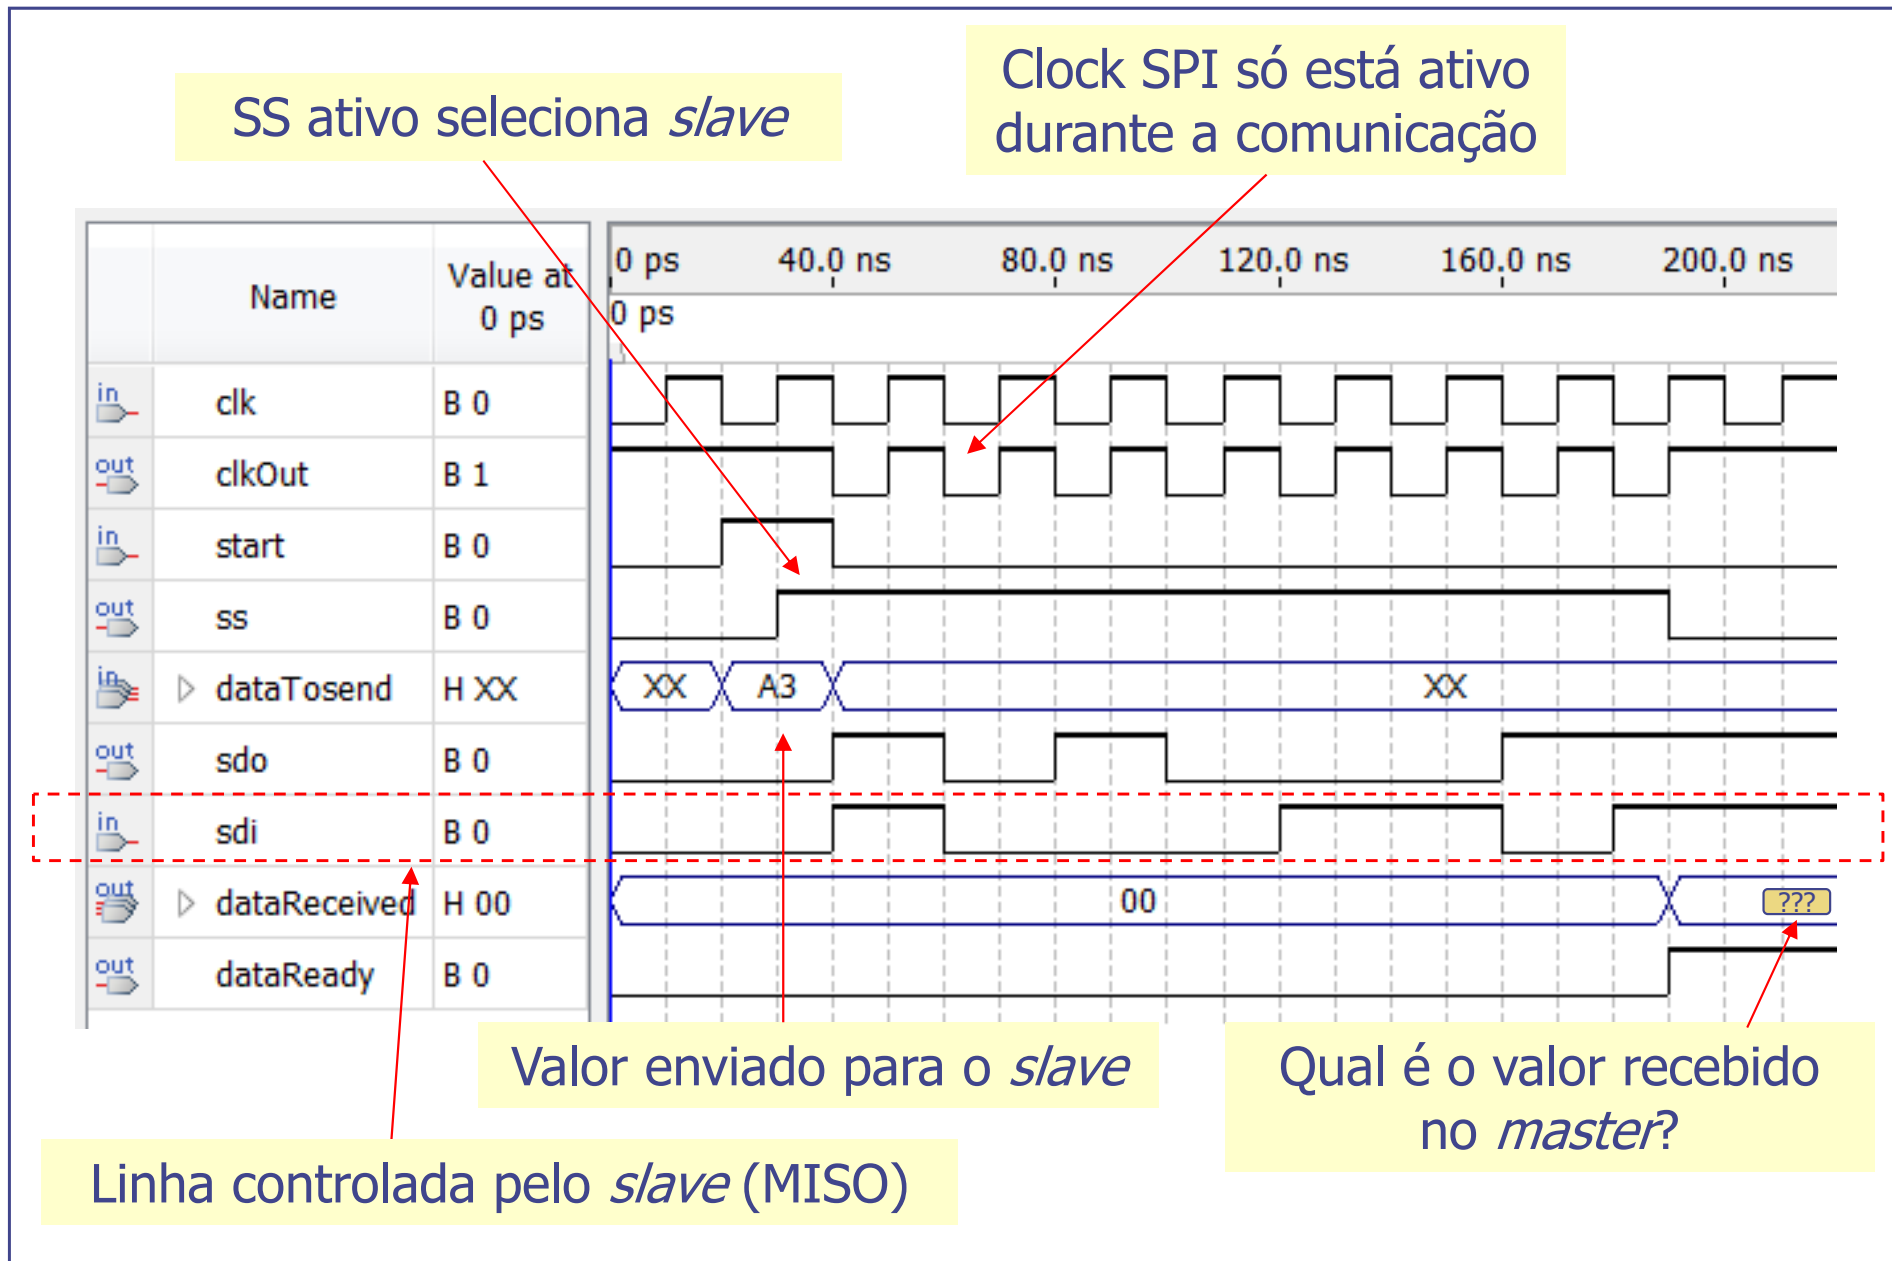 SS ativo seleciona slave
Clock SPI só está ativo
durante a comunicação
Name
Value at
0 ps
0 ps 40.0 ns 80.0 ns 120.0 ns 160.0 ns 200.0 ns
0 ps
in clk B 0
out clkOut B 1
in start B 0
out ss B 0
in dataTosend H XX XX A3 XX
out sdo B 0
in sdi B 0
out dataReceived H 00 00 ???
out dataReady B 0
Valor enviado para o slave
Qual é o valor recebido
no master?
Linha controlada pelo slave (MISO)